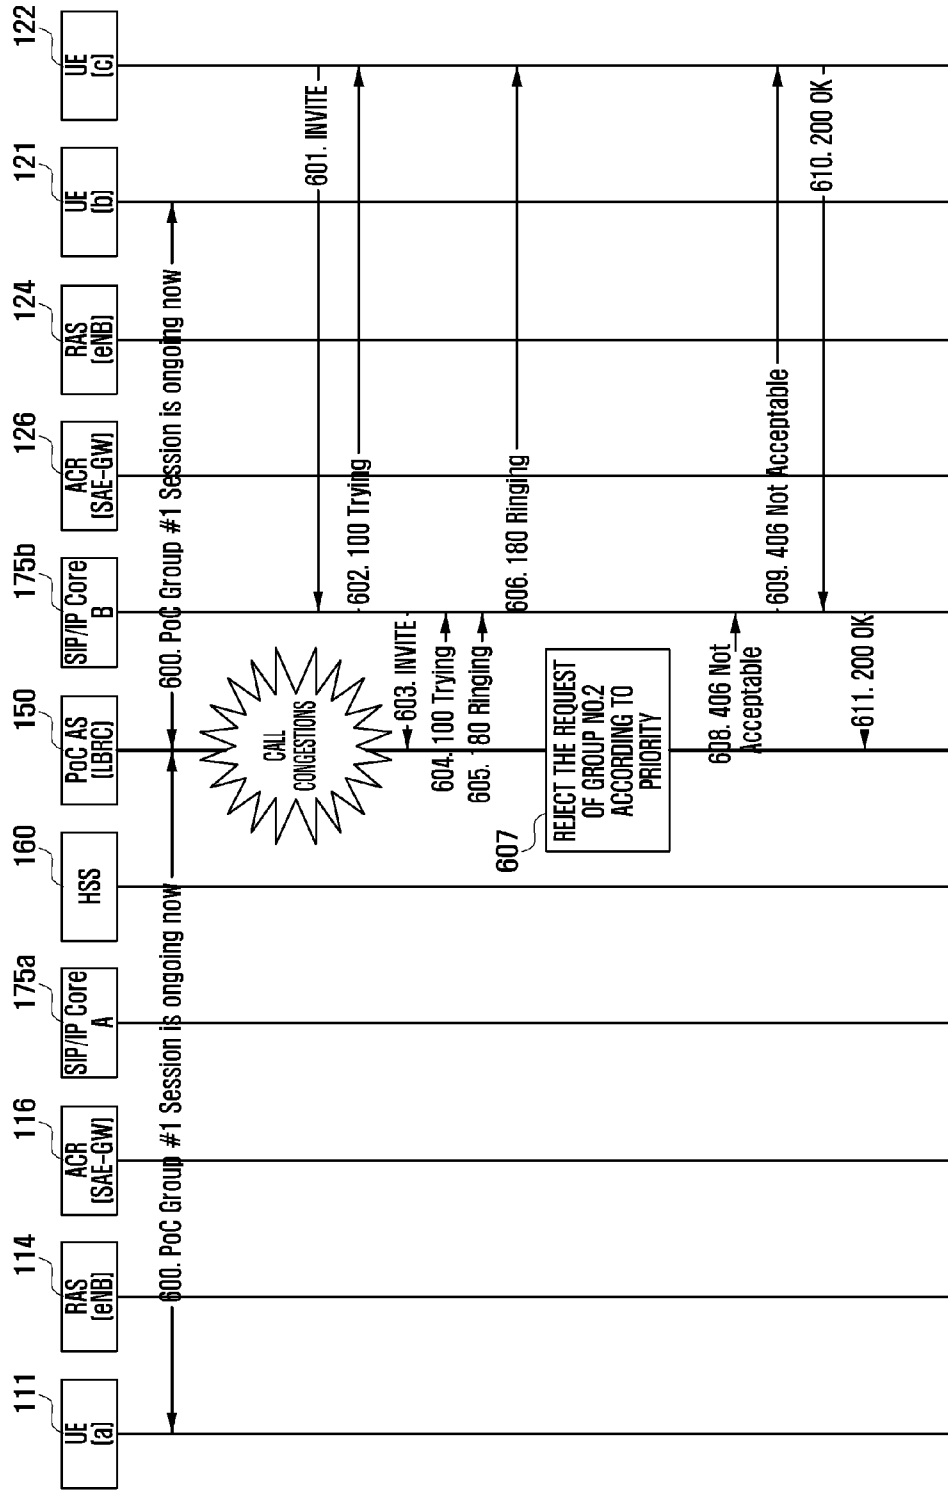 111
UE
(a)
114
RAS
(eNB)
116
ACR
(SAE-GW)
175a
SIP/IP Core
A
160
HSS
150
PoC AS
(LBRC)
175b
SIP/IP Core
B
126
ACR
(SAE-GW)
124
RAS
(eNB)
121
UE
(b)
122
UE
(c)
600. PoC Group #1 Session is ongoing now
600. PoC Group #1 Session is ongoing now
CALL
CONGESTIONS
601. INVITE
602. 100 Trying
603. INVITE
604. 100 Trying
605. 180 Ringing
606. 180 Ringing
607
REJECT THE REQUEST
OF GROUP NO.2
ACCORDING TO
PRIORITY
608. 406 Not
Acceptable
609. 406 Not Acceptable
610. 200 OK
611. 200 OK